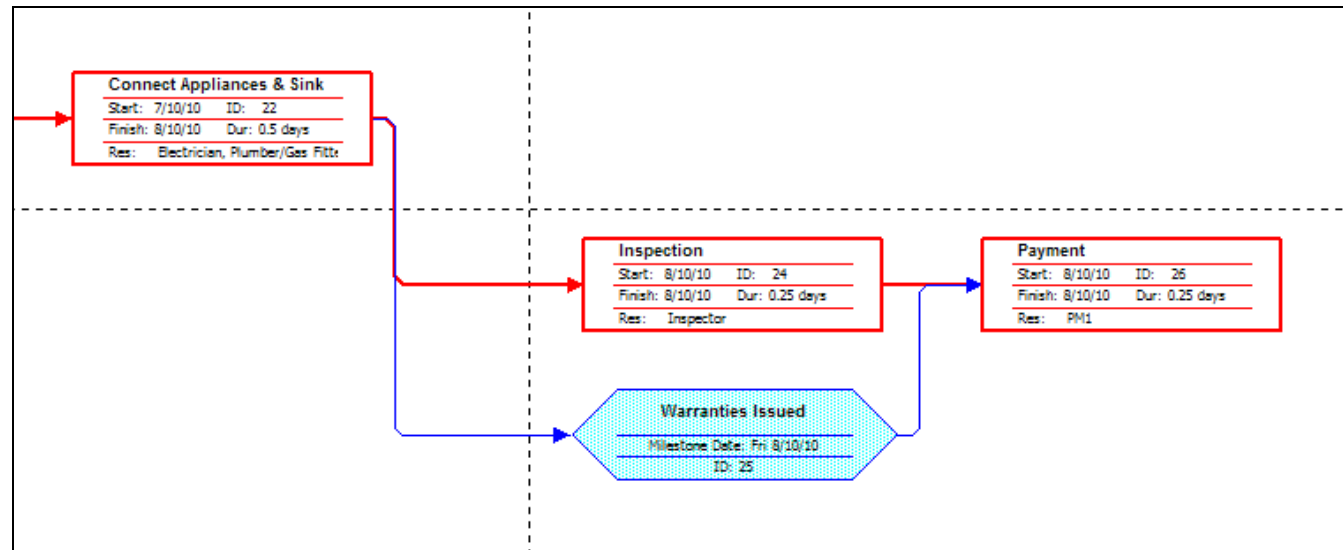 Connect Appliances & Sink
Start: 7/10/10 ID: 22
Finish: 8/10/10 Dur: 0.5 days
Res: Electrician, Plumber/Gas Fitte
Inspection
Start: 8/10/10 ID: 24
Finish: 8/10/10 Dur: 0.25 days
Res: Inspector
Payment
Start: 8/10/10 ID: 26
Finish: 8/10/10 Dur: 0.25 days
Res: PM1
Warranties Issued
Milestone Date: Fri 8/10/10
ID: 25